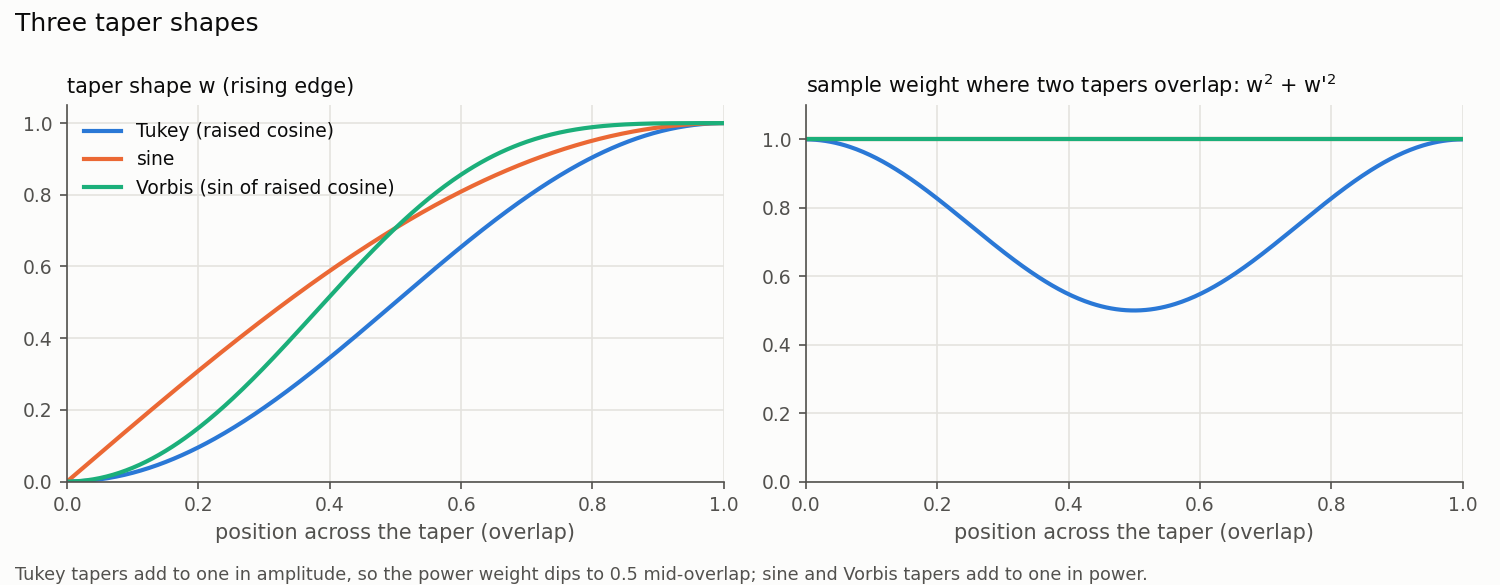 Three taper shapes
taper shape w (rising edge)
1.0
0.8
0.6
0.4
0.2
0.0
Tukey (raised cosine)
sine
Vorbis (sin of raised cosine)
0.0 0.2 0.4 0.6 0.8 1.0
position across the taper (overlap)
sample weight where two tapers overlap: w² + w'²
1.0
0.8
0.6
0.4
0.2
0.0
0.0 0.2 0.4 0.6 0.8 1.0
position across the taper (overlap)
Tukey tapers add to one in amplitude, so the power weight dips to 0.5 mid-overlap; sine and Vorbis tapers add to one in power.